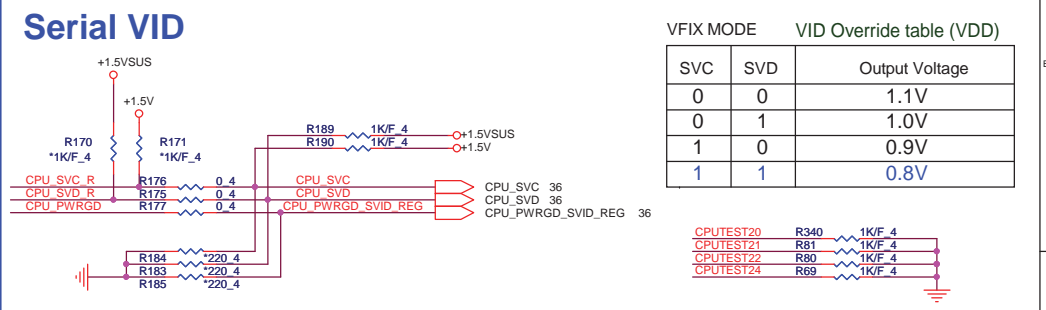 Serial VID
+1.5VSUS
+1.5V
R170
*1K/F_4
R171
*1K/F_4
R189 1K/F_4 +1.5VSUS
R190 1K/F_4 +1.5V
CPU_SVC_R R176 0_4 CPU_SVC CPU_SVC 36
CPU_SVD_R R175 0_4 CPU_SVD CPU_SVD 36
CPU_PWRGD R177 0_4 CPU_PWRGD_SVID_REG CPU_PWRGD_SVID_REG 36
R184 *220_4
R183 *220_4
R185
VFIX MODE VID Override table (VDD)
SVC SVD Output Voltage
0 0 1.1V
0 1 1.0V
1 0 0.9V
1 1 0.8V
CPUTEST20 R340 1K/F_4
CPUTEST21 R81 1K/F_4
CPUTEST22 R80 1K/F_4
CPUTEST24 R69 1K/F_4